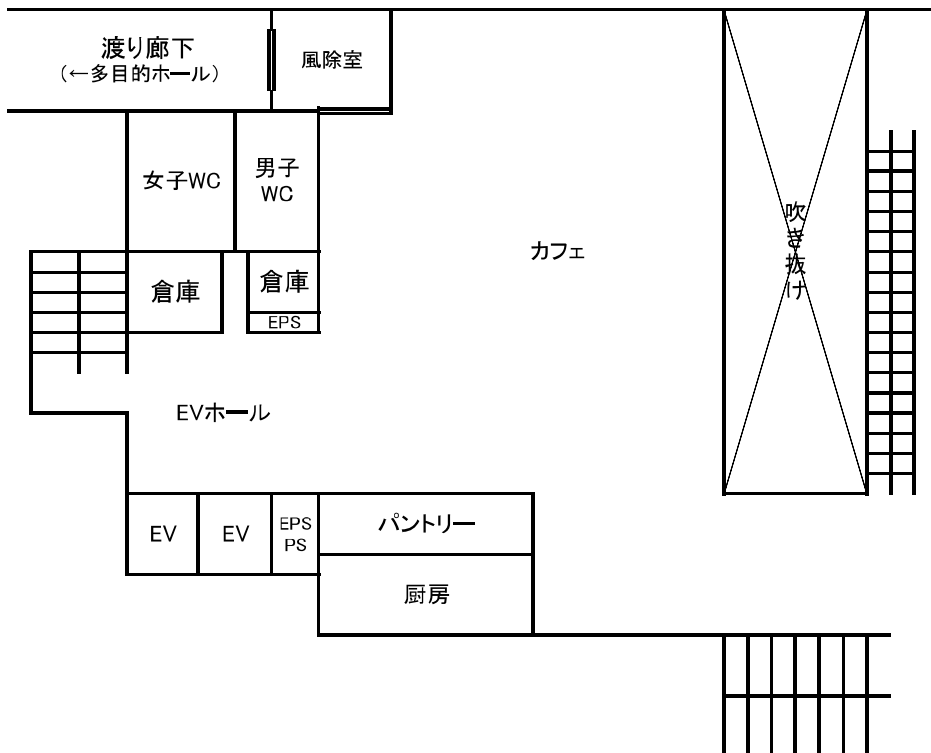 渡り廊下
(←多目的ホール)
風除室
女子WC
男子
WC
カフェ
吹き抜け
倉庫
倉庫
EPS
EVホール
EV
EV
EPS
PS
パントリー
厨房